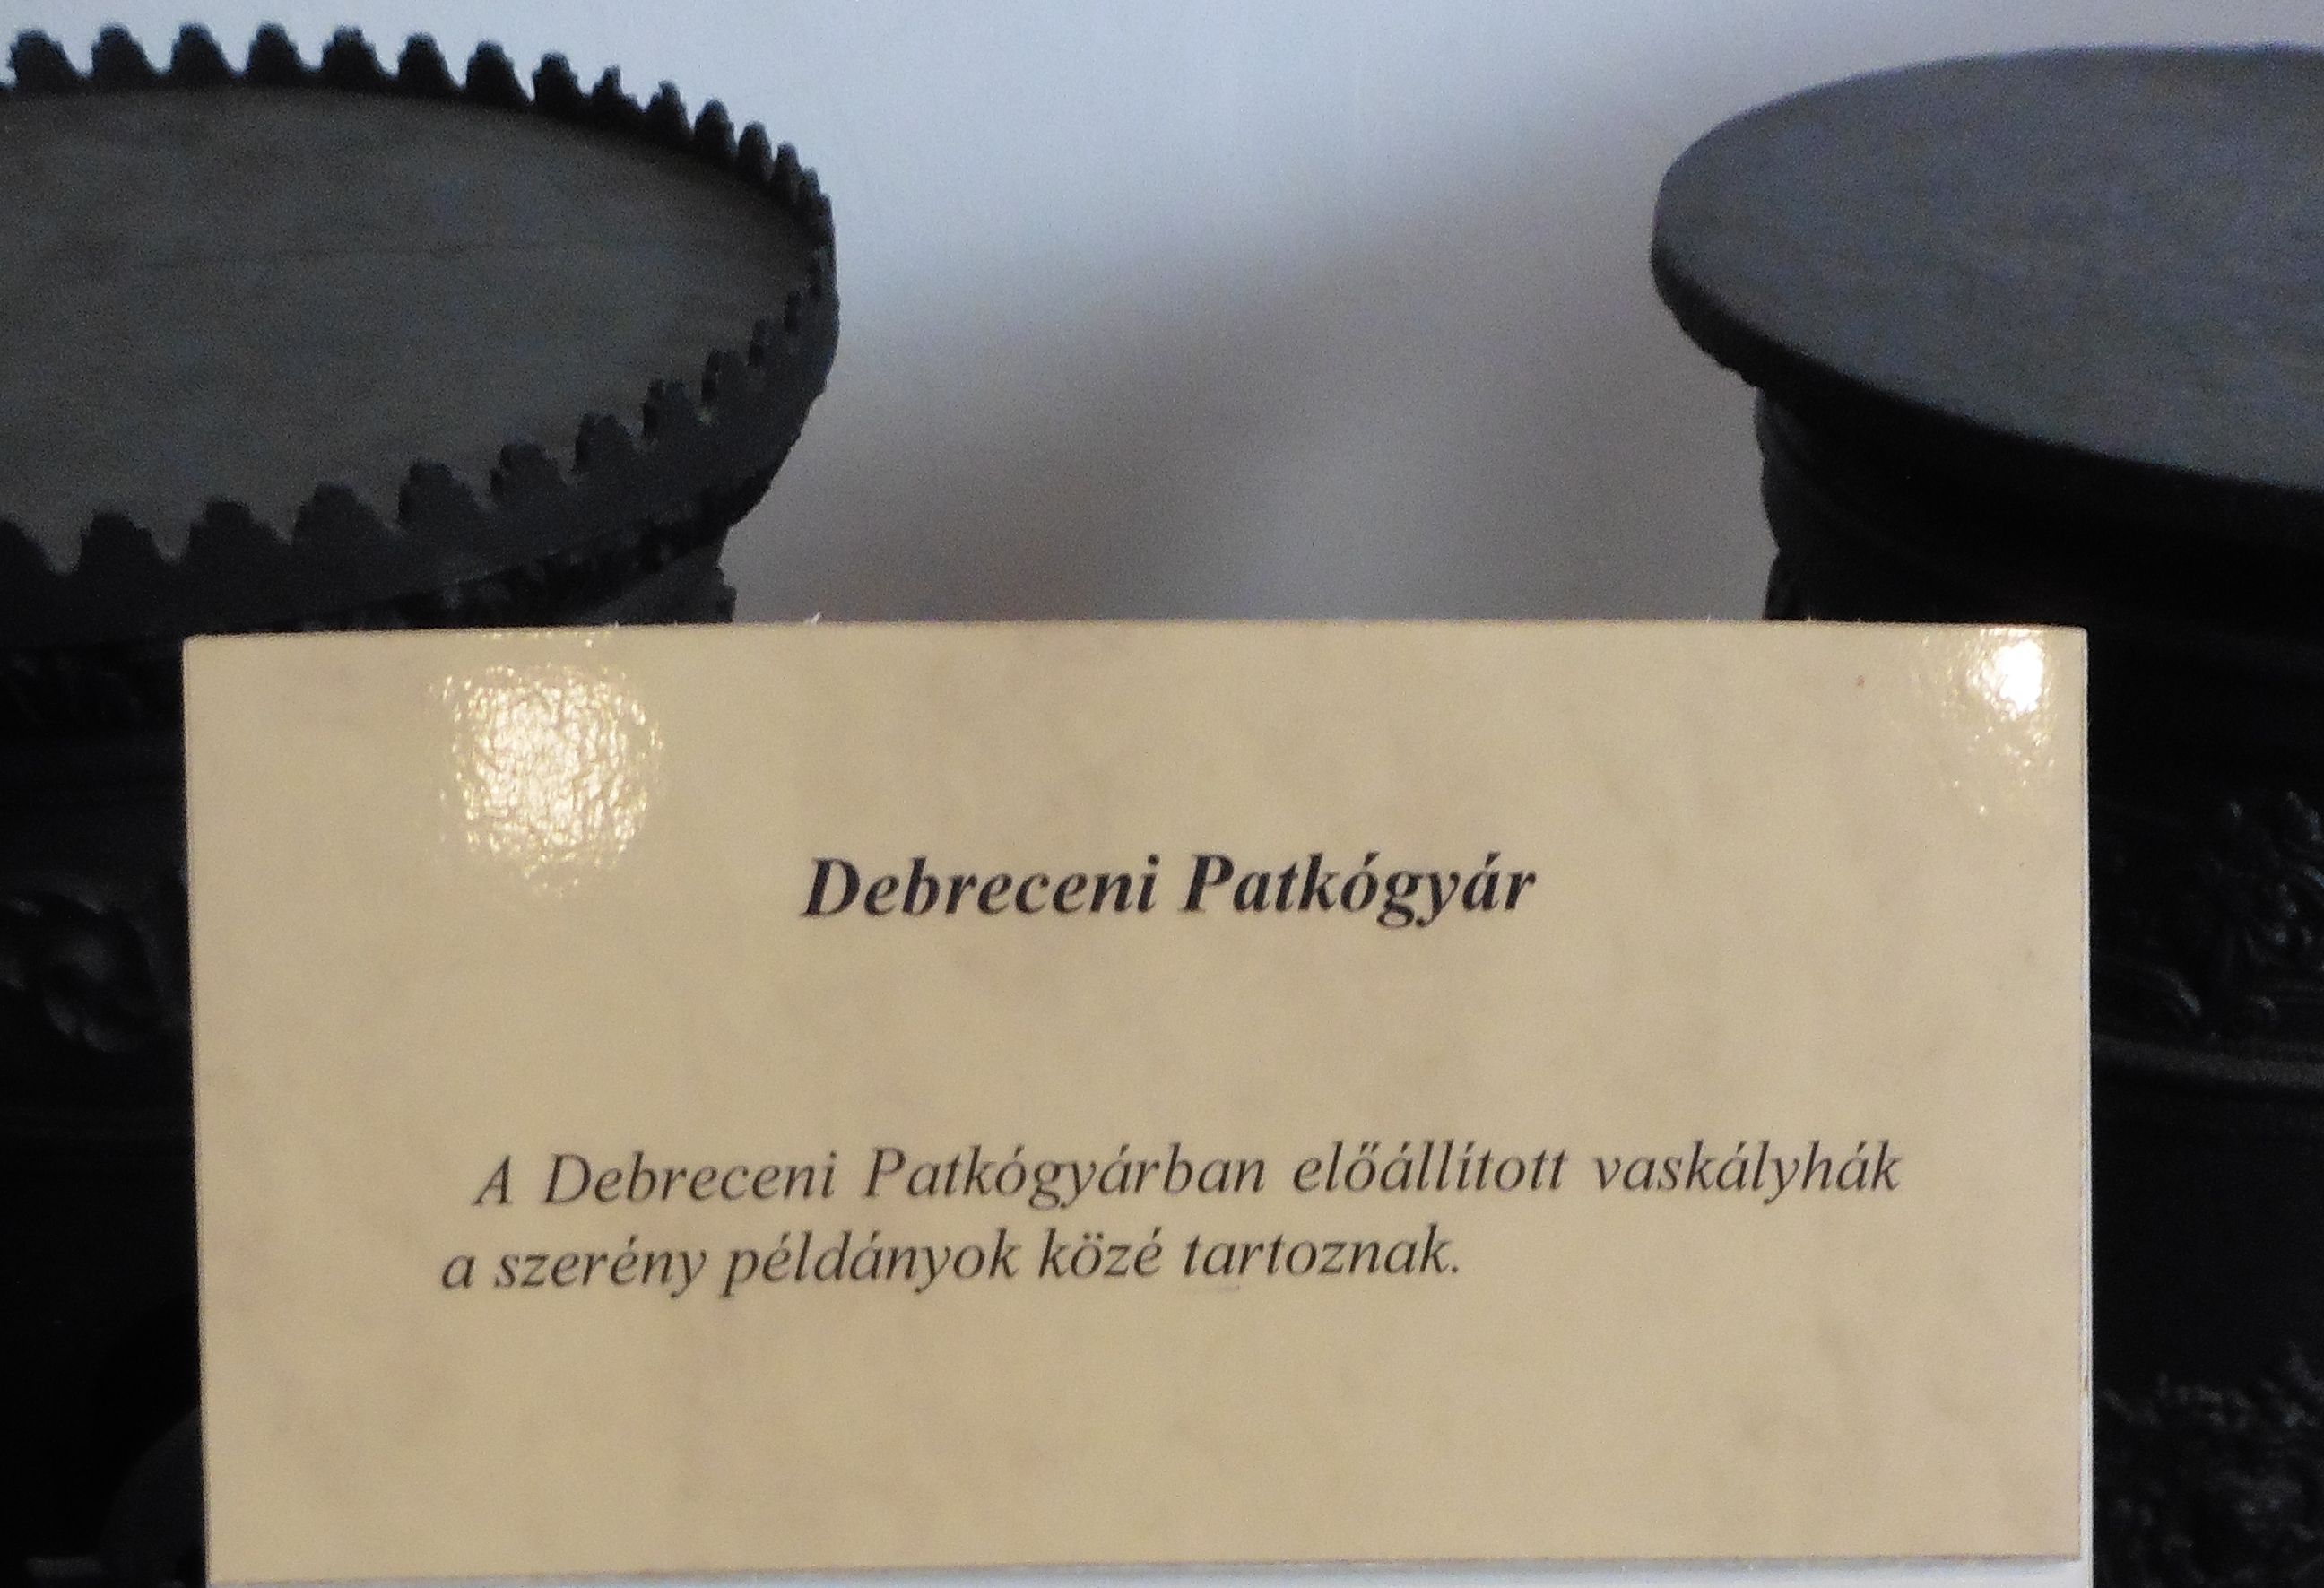 Debreceni Patkógyár
A Debreceni Patkógyárban előállított vaskályhák
a szerény példányok közé tartoznak.